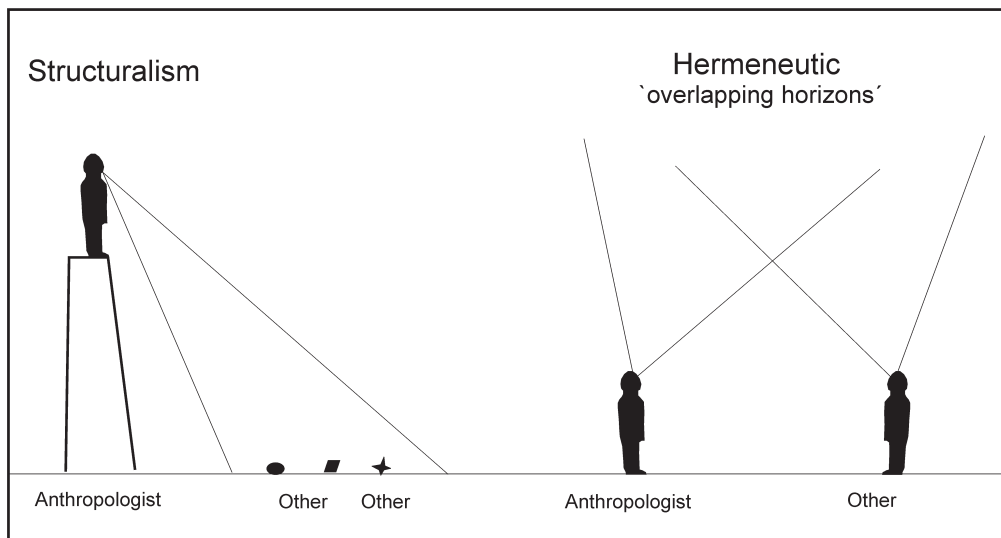 Structuralism
Hermeneutic
`overlapping horizons´
Anthropologist
Other
Other
Anthropologist
Other